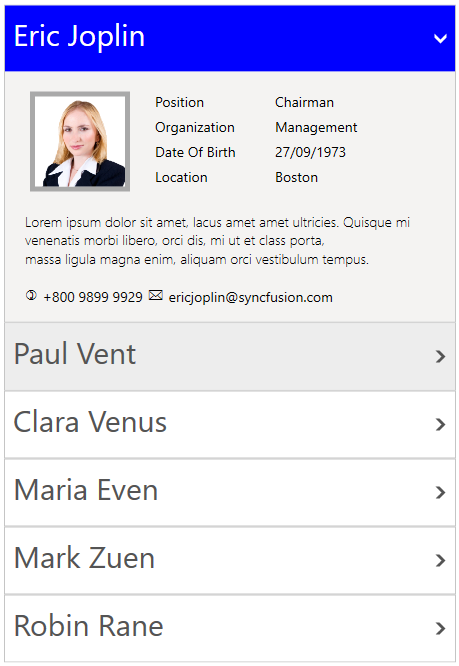 Eric Joplin
Position Chairman
Organization Management
Date Of Birth 27/09/1973
Location Boston
Lorem ipsum dolor sit amet, lacus amet amet ultricies. Quisque mi
venenatis morbi libero, orci dis, mi ut et class porta,
massa ligula magna enim, aliquam orci vestibulum tempus.
+800 9899 9929 ericjoplin@syncfusion.com
Paul Vent
Clara Venus
Maria Even
Mark Zuen
Robin Rane